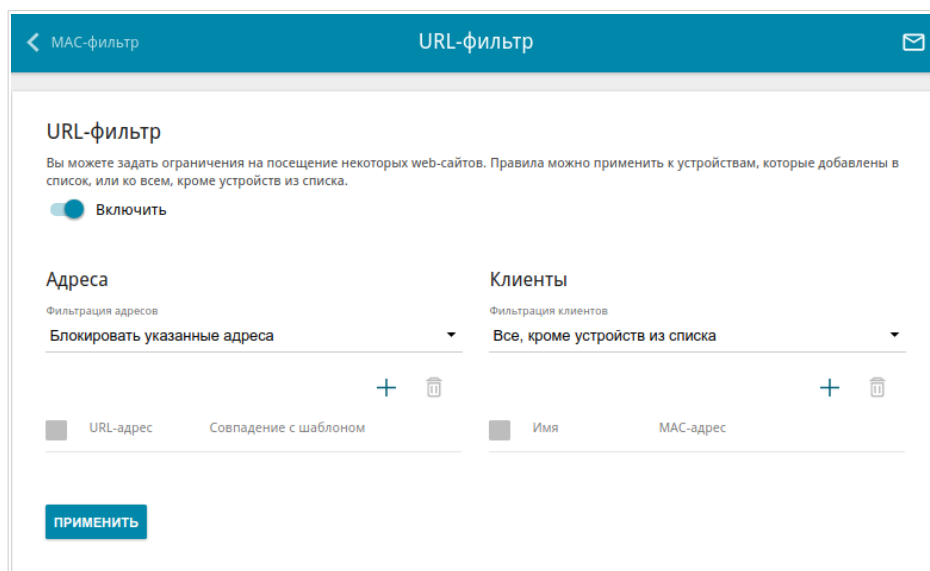 МАС-фильтр
URL-фильтр
URL-фильтр
Вы можете задать ограничения на посещение некоторых web-сайтов. Правила можно применить к устройствам, которые добавлены в
список, или ко всем, кроме устройств из списка.
Включить
Адреса
Фильтрация адресов
Блокировать указанные адреса
URL-адрес
Совпадение с шаблоном
Клиенты
Фильтрация клиентов
Все, кроме устройств из списка
Имя
MAC-адрес
ПРИМЕНИТЬ